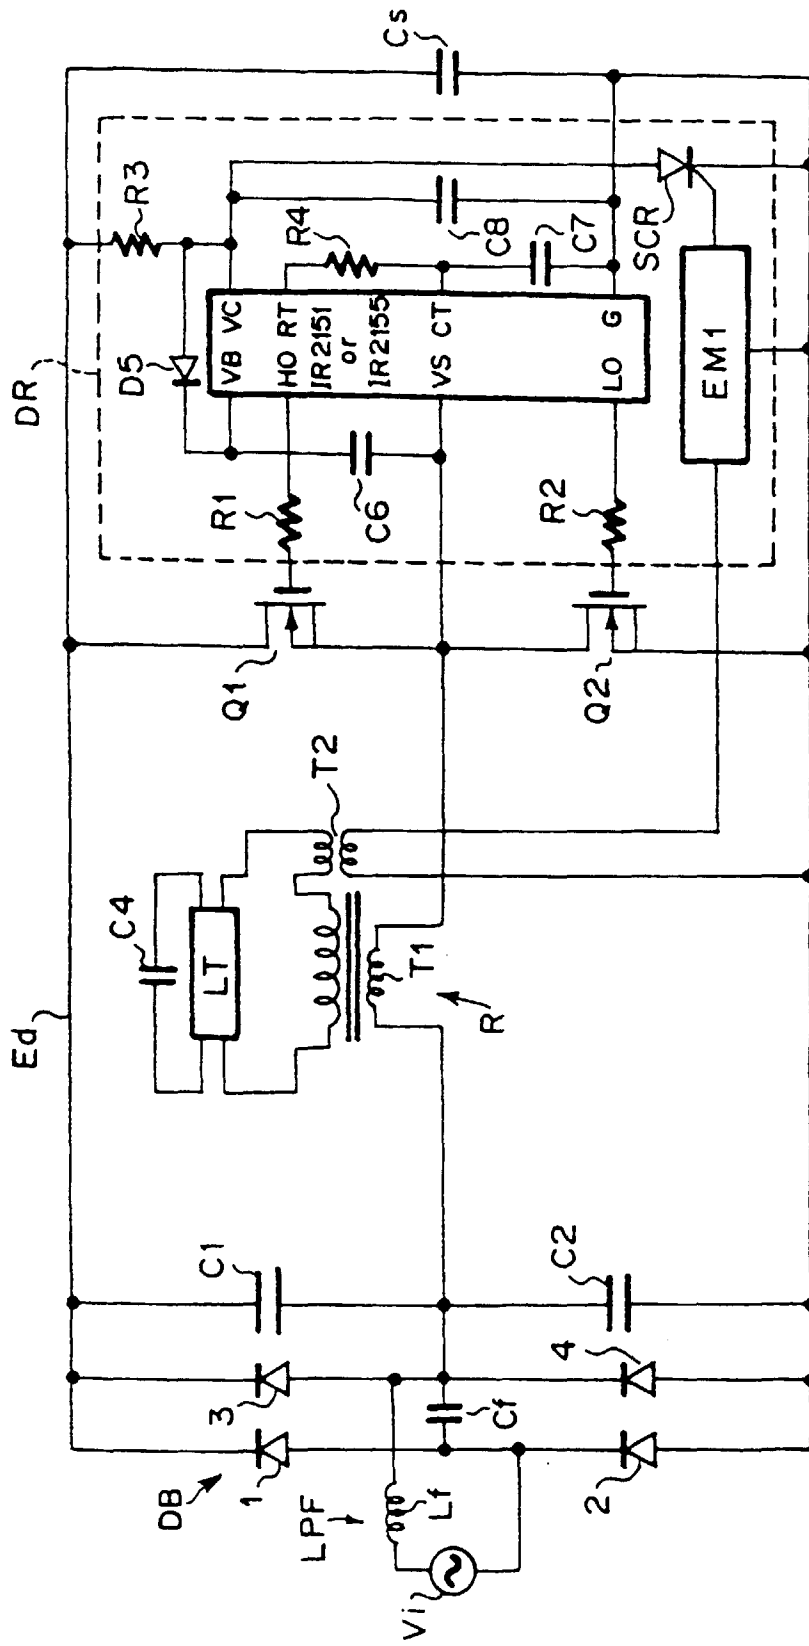 Ed
DR
Cs
R3
D5
VB VC
R1
HO RT
R4
IR2151
or
IR2155
C6
VS CT
C8
C7
LO G
R2
SCR
EM1
Q1
Q2
T2
C4
LT
T1
R
C1
C2
3
4
DB
1
2
LPF
Lf
Cf
Vi